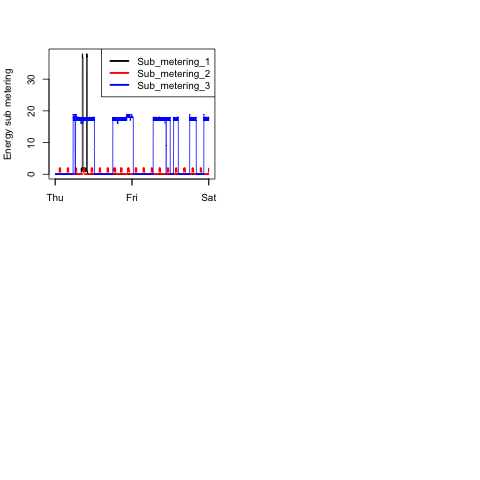 Sub_metering_1
Sub_metering_2
Sub_metering_3
Energy sub metering
30
20
10
0
Thu Fri Sat